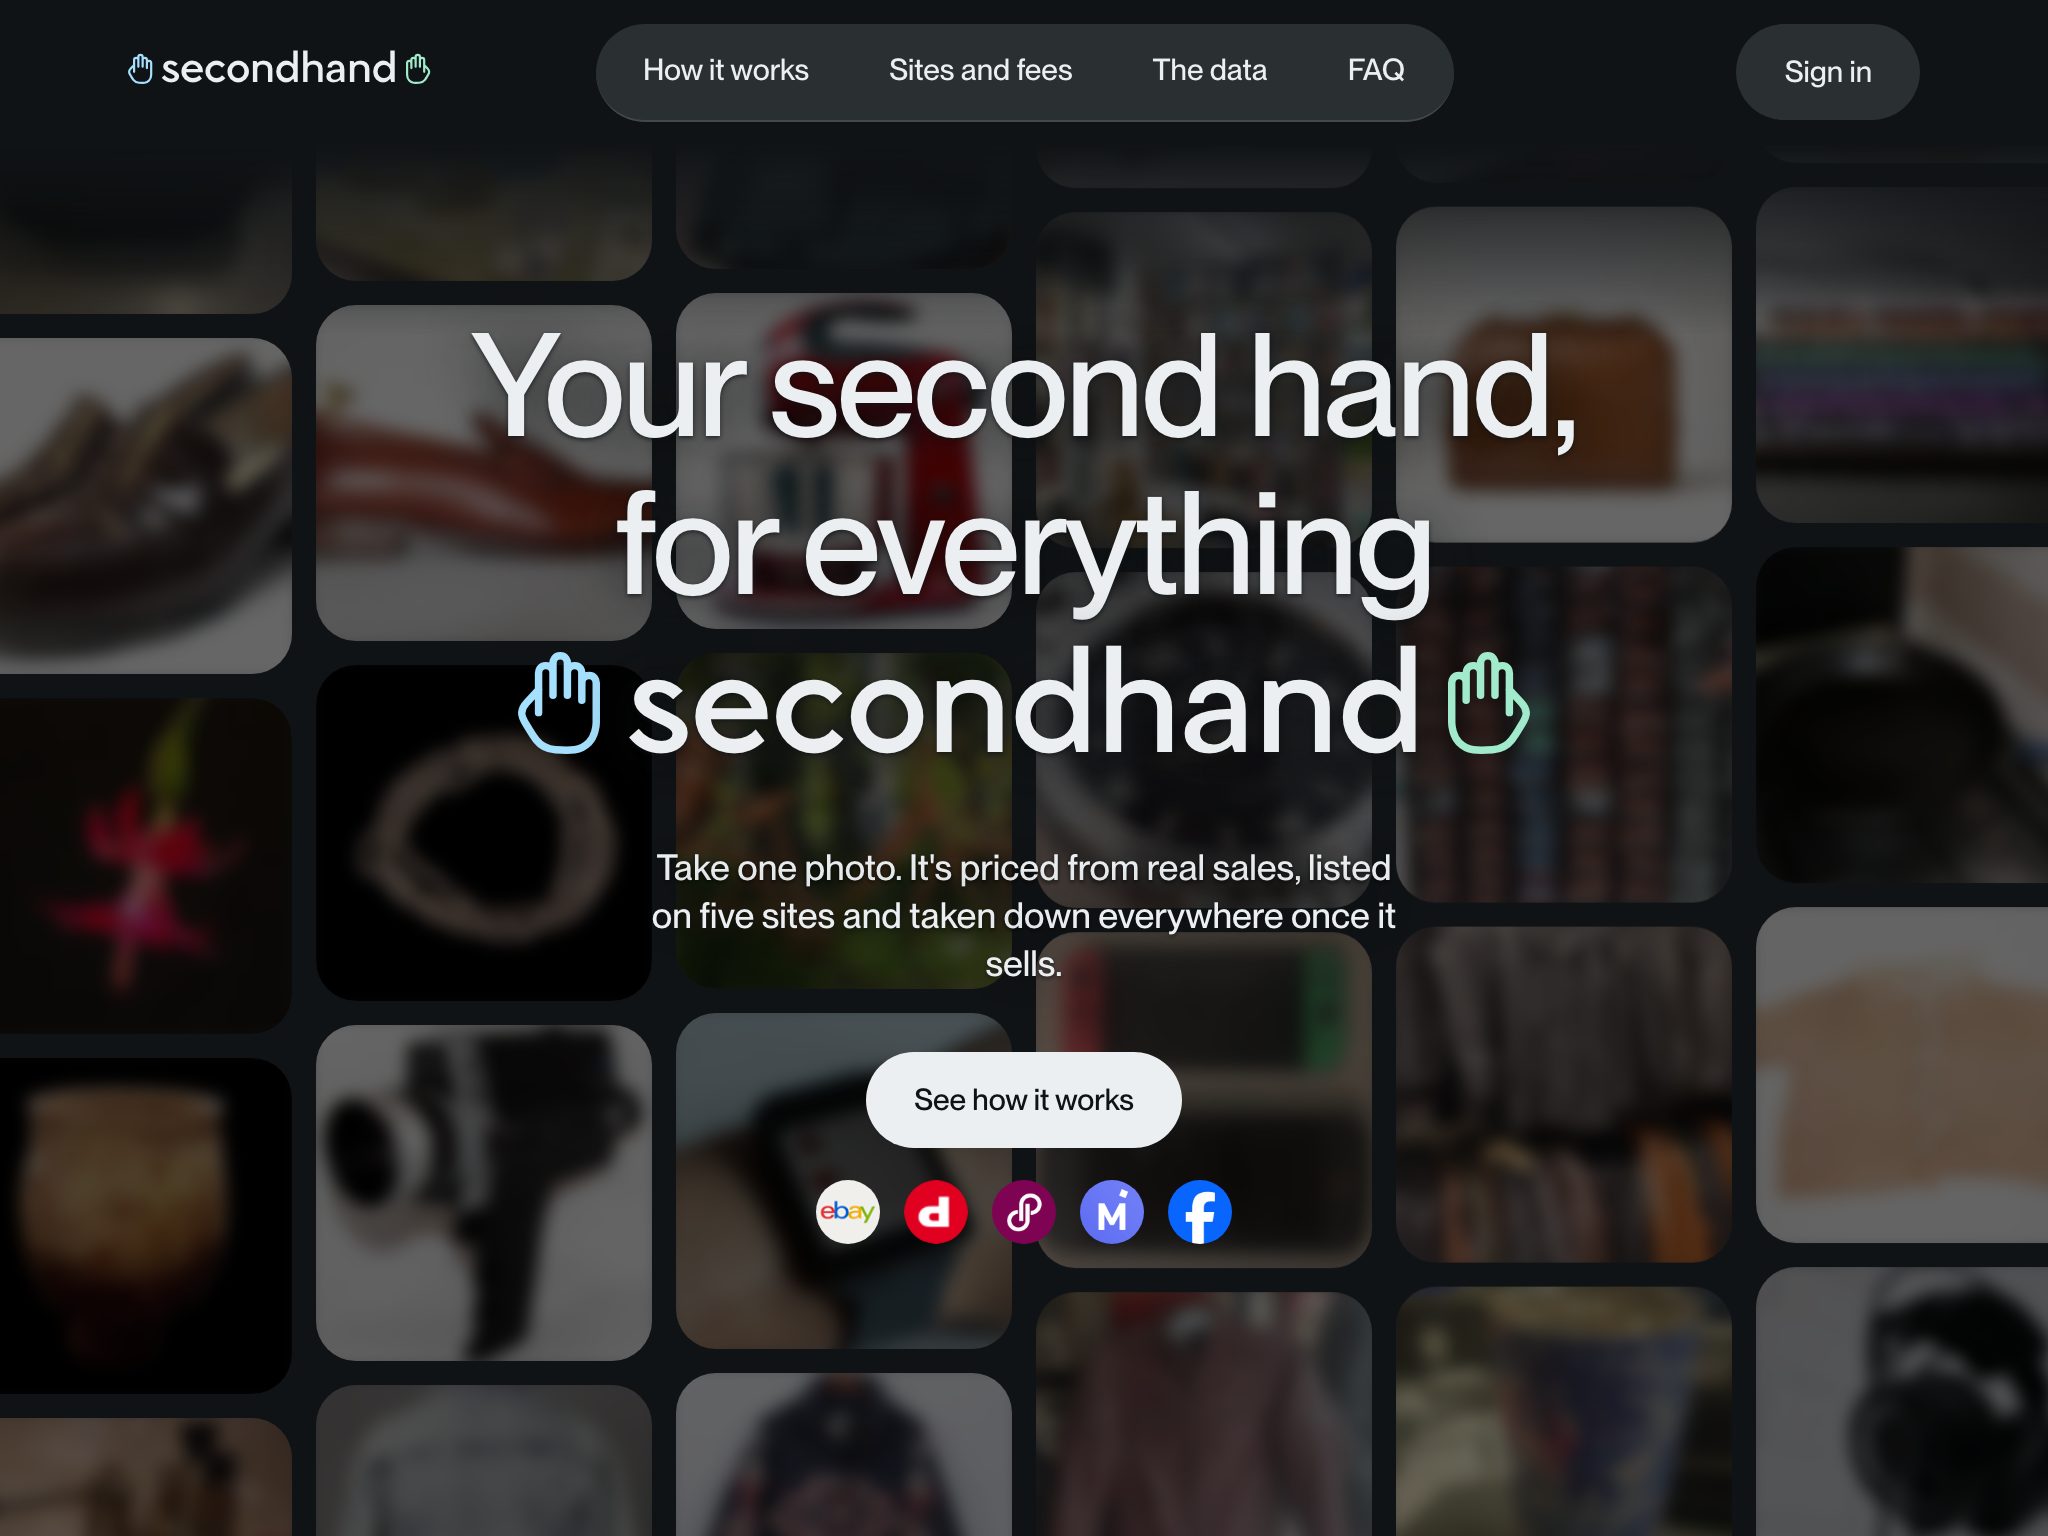 secondhand
How it works
Sites and fees
The data
FAQ
Sign in
Your second hand,
for everything
secondhand
Take one photo. It's priced from real sales, listed
on five sites and taken down everywhere once it
sells.
See how it works
ebay
d
M
f